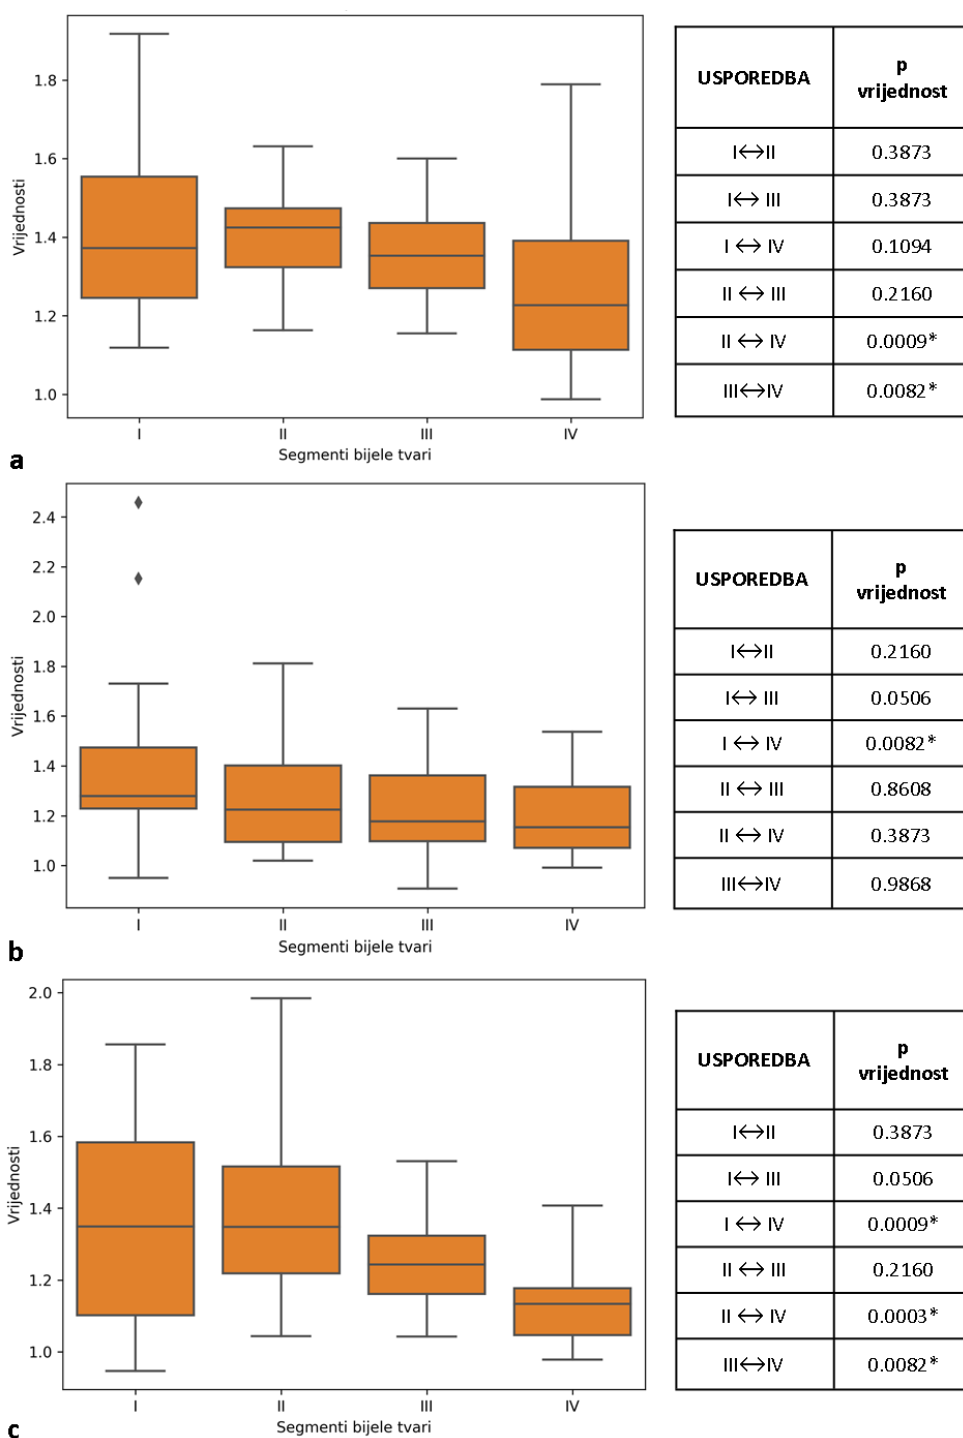 1.8
1.6
1.4
1.2
1.0
Vrijednosti
I II III IV
Segmenti bijele tvari
a
USPOREDBA p vrijednost
I↔II 0.3873
I↔ III 0.3873
I ↔ IV 0.1094
II ↔ III 0.2160
II ↔ IV 0.0009*
III↔IV 0.0082*
2.4
2.2
2.0
1.8
1.6
1.4
1.2
1.0
Vrijednosti
I II III IV
Segmenti bijele tvari
b
USPOREDBA p vrijednost
I↔II 0.2160
I↔ III 0.0506
I ↔ IV 0.0082*
II ↔ III 0.8608
II ↔ IV 0.3873
III↔IV 0.9868
2.0
1.8
1.6
1.4
1.2
1.0
Vrijednosti
I II III IV
Segmenti bijele tvari
c
USPOREDBA p vrijednost
I↔II 0.3873
I↔ III 0.0506
I ↔ IV 0.0009*
II ↔ III 0.2160
II ↔ IV 0.0003*
III↔IV 0.0082*